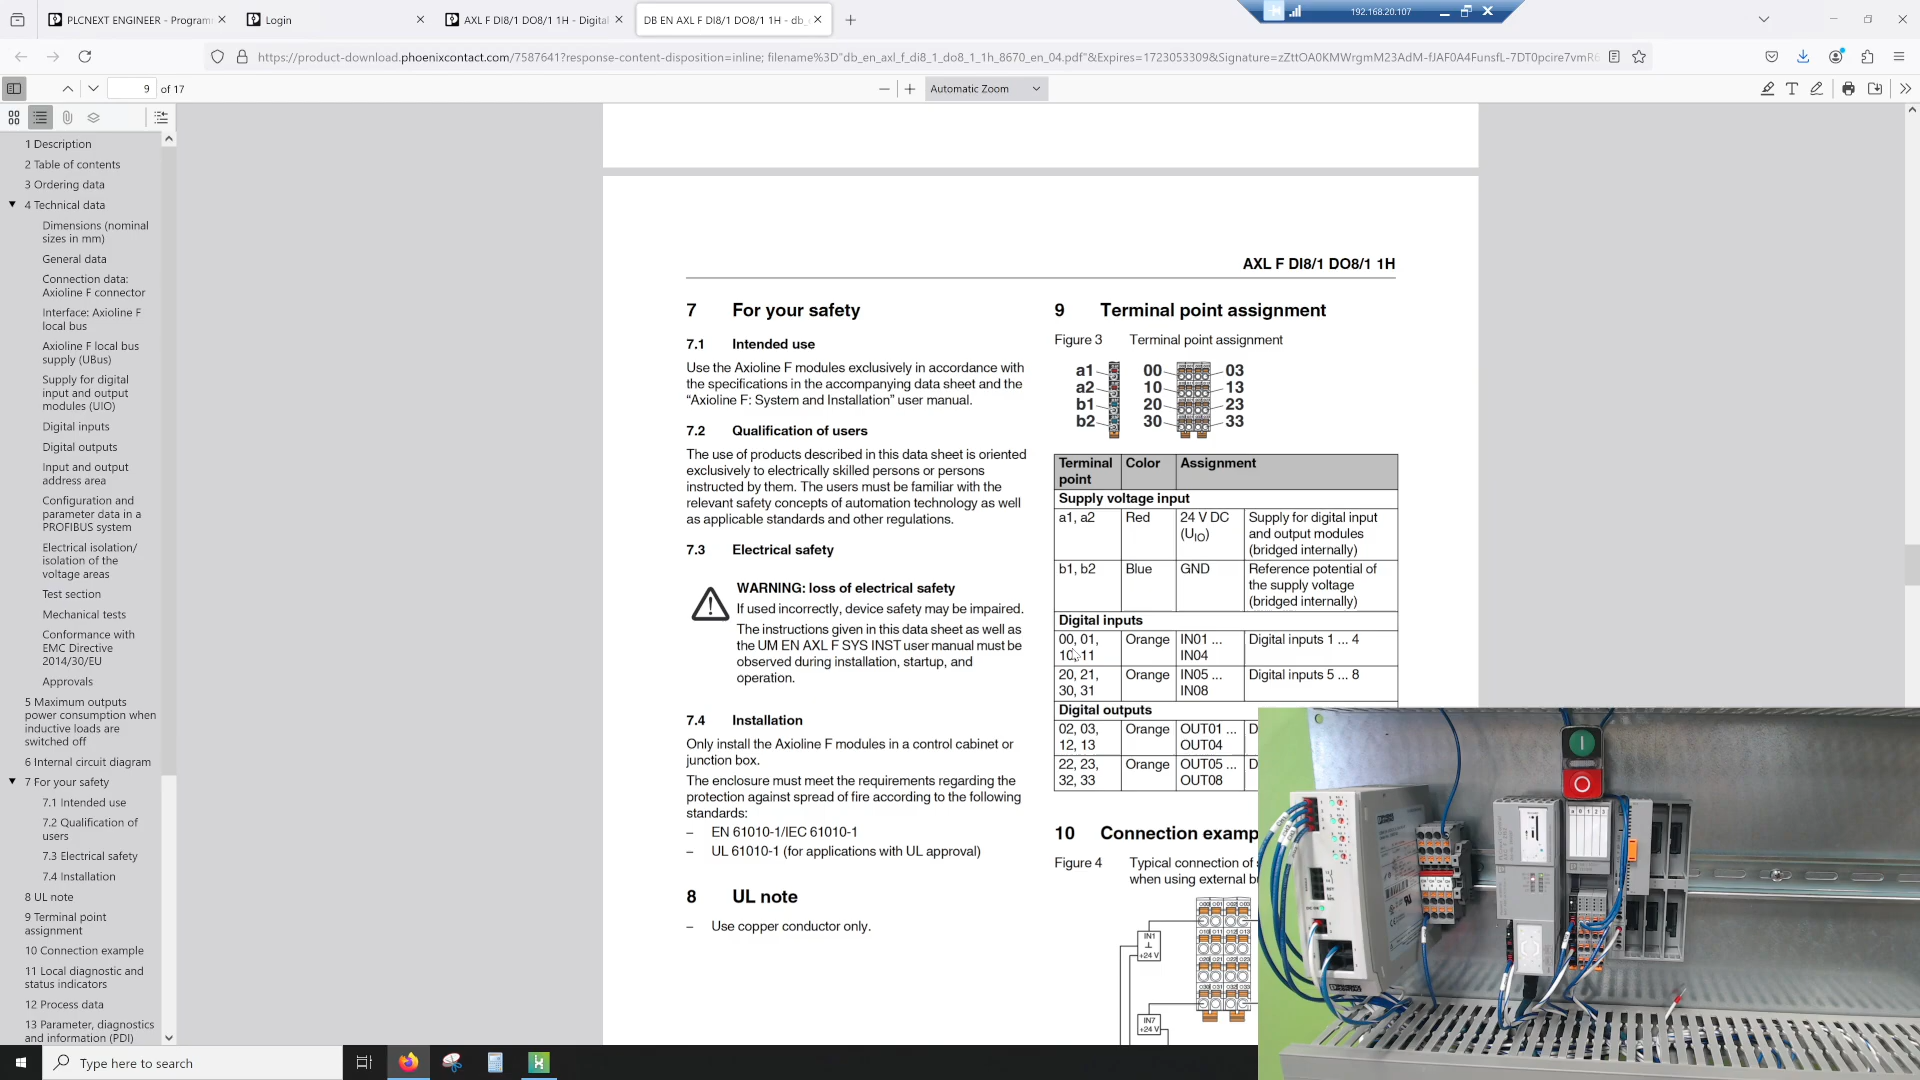 PLCNEXT ENGINEER - Program
Login
AXL F DI8/1 DO8/1 1H - Digital
DB EN AXL F DI8/1 DO8/1 1H - db_
192.168.20.107
https://product-download.phoenixcontact.com/7587641?response-content-disposition=inline; filename%3D"db_en_axl_f_di8_1_do8_1_1h_8670_en_04.pdf"&Expires=1723053309&Signature=zZttOA0KMWrgmM23AdM-fJAF0A4FunsfL-7DT0pcire7vmR6
9 of 17
Automatic Zoom
1 Description
2 Table of contents
3 Ordering data
4 Technical data
Dimensions (nominal
sizes in mm)
General data
Connection data:
Axioline F connector
Interface: Axioline F
local bus
Axioline F local bus
supply (UBus)
Supply for digital
input and output
modules (UIO)
Digital inputs
Digital outputs
Input and output
address area
Configuration and
parameter data in a
PROFIBUS system
Electrical isolation/
isolation of the
voltage areas
Test section
Mechanical tests
Conformance with
EMC Directive
2014/30/EU
Approvals
5 Maximum outputs
power consumption when
inductive loads are
switched off
6 Internal circuit diagram
7 For your safety
7.1 Intended use
7.2 Qualification of
users
7.3 Electrical safety
7.4 Installation
8 UL note
9 Terminal point
assignment
10 Connection example
11 Local diagnostic and
status indicators
12 Process data
13 Parameter, diagnostics
and information (PDI)
AXL F DI8/1 DO8/1 1H
7 For your safety
7.1 Intended use
Use the Axioline F modules exclusively in accordance with
the specifications in the accompanying data sheet and the
“Axioline F: System and Installation” user manual.
7.2 Qualification of users
The use of products described in this data sheet is oriented
exclusively to electrically skilled persons or persons
instructed by them. The users must be familiar with the
relevant safety concepts of automation technology as well
as applicable standards and other regulations.
7.3 Electrical safety
WARNING: loss of electrical safety
If used incorrectly, device safety may be impaired.
The instructions given in this data sheet as well as
the UM EN AXL F SYS INST user manual must be
observed during installation, startup, and
operation.
7.4 Installation
Only install the Axioline F modules in a control cabinet or
junction box.
The enclosure must meet the requirements regarding the
protection against spread of fire according to the following
standards:
– EN 61010-1/IEC 61010-1
– UL 61010-1 (for applications with UL approval)
8 UL note
– Use copper conductor only.
9 Terminal point assignment
Figure 3 Terminal point assignment
a1 00 03
a2 10 13
b1 20 23
b2 30 33
Terminal Color Assignment
point
Supply voltage input
a1, a2 Red 24 V DC Supply for digital input
(UIO) and output modules
(bridged internally)
b1, b2 Blue GND Reference potential of
the supply voltage
(bridged internally)
Digital inputs
00, 01, Orange IN01 ... Digital inputs 1 ... 4
10, 11 IN04
20, 21, Orange IN05 ... Digital inputs 5 ... 8
30, 31 IN08
Digital outputs
02, 03, Orange OUT01 ... D
12, 13 OUT04
22, 23, Orange OUT05 ... D
32, 33 OUT08
10 Connection examp
Figure 4 Typical connection of
when using external bu
IN1
+24 V
IN7
+24 V
Type here to search